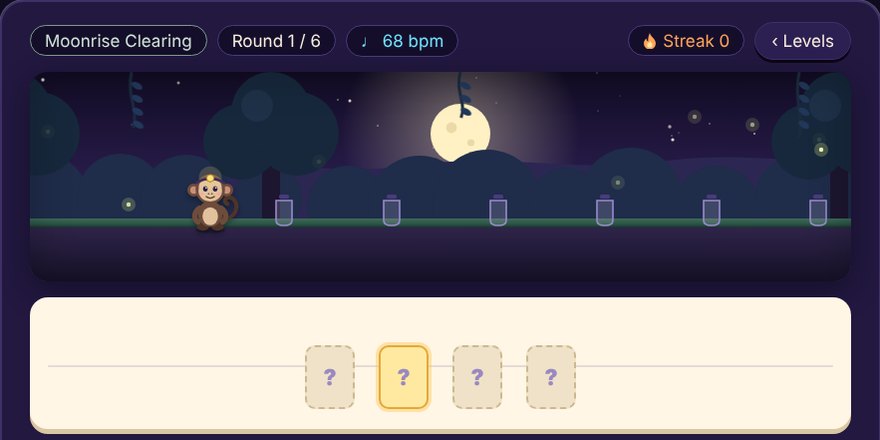 Moonrise Clearing
Round 1 / 6
♩ 68 bpm
🔥 Streak 0
‹ Levels
? ? ? ?